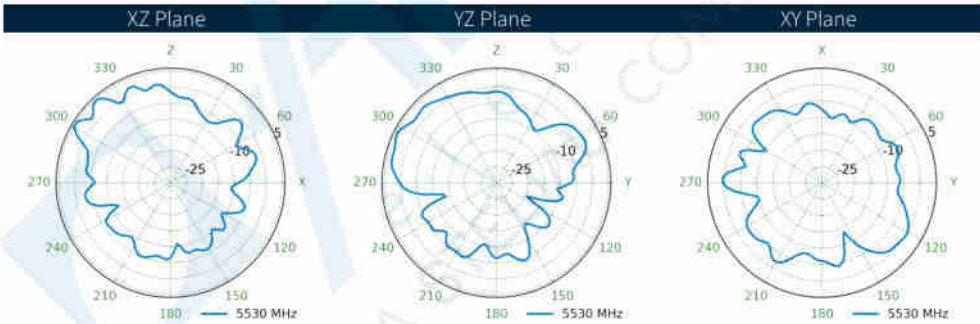 XZ Plane YZ Plane XY Plane
Z Z X
330 30 330 30 330 30
300 60 300 60 300 60
5 5 5
-10 -10 -10
-25 -25 -25
270 X 270 Y 270 Y
240 120 240 120 240 120
210 150 210 150 210 150
180 5530 MHz 180 5530 MHz 180 5530 MHz